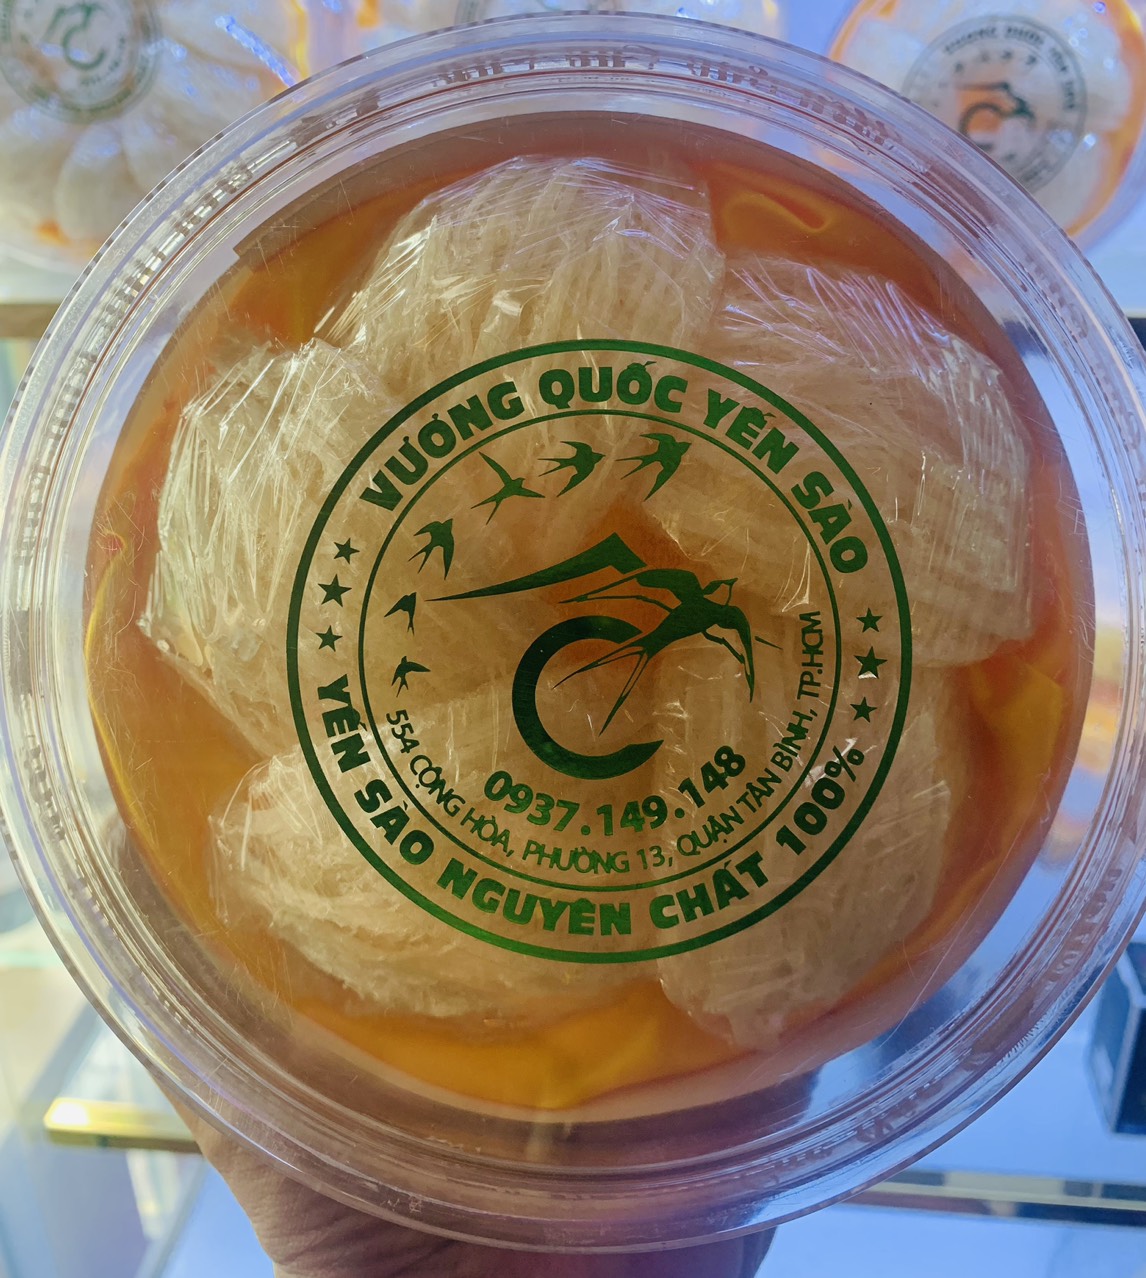 VƯƠNG QUỐC YẾN SÀO
0937.149.148
554 CỘNG HÒA, PHƯỜNG 13, QUẬN TÂN BÌNH, TP.HCM
YẾN SÀO NGUYÊN CHẤT 100%